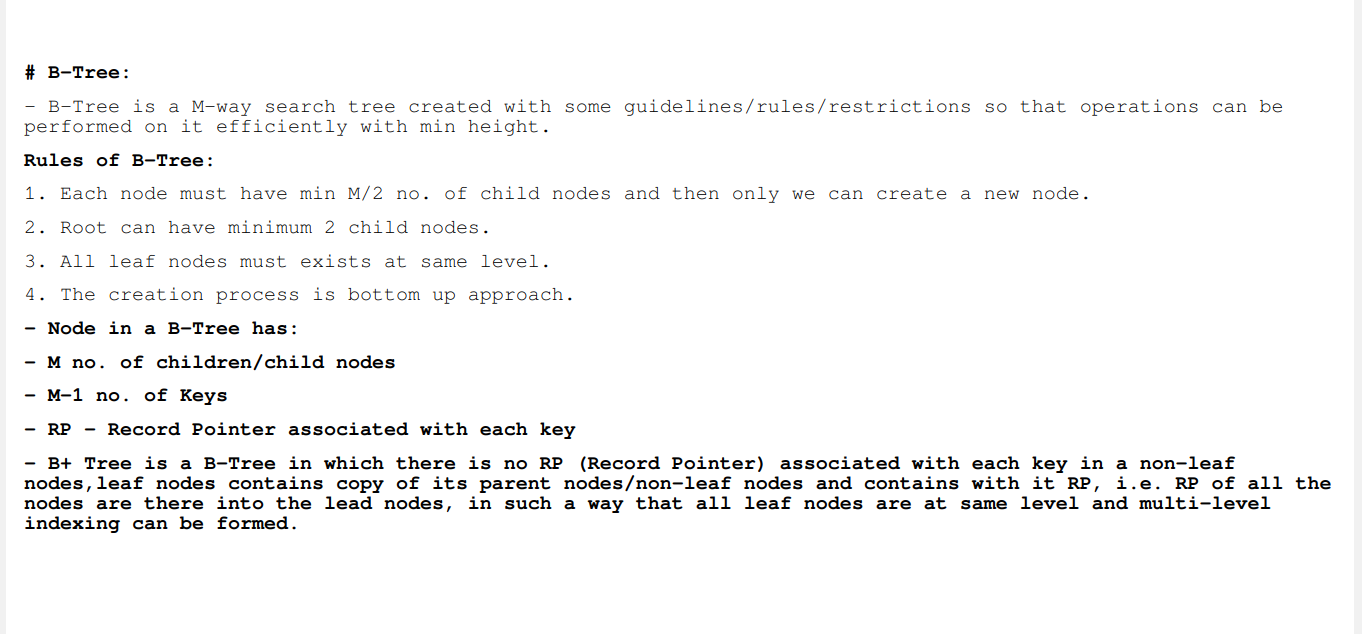 # B-Tree:
- B-Tree is a M-way search tree created with some guidelines/rules/restrictions so that operations can be
performed on it efficiently with min height.
Rules of B-Tree:
1. Each node must have min M/2 no. of child nodes and then only we can create a new node.
2. Root can have minimum 2 child nodes.
3. All leaf nodes must exists at same level.
4. The creation process is bottom up approach.
- Node in a B-Tree has:
- M no. of children/child nodes
- M-1 no. of Keys
- RP - Record Pointer associated with each key
- B+ Tree is a B-Tree in which there is no RP (Record Pointer) associated with each key in a non-leaf
nodes,leaf nodes contains copy of its parent nodes/non-leaf nodes and contains with it RP, i.e. RP of all the
nodes are there into the lead nodes, in such a way that all leaf nodes are at same level and multi-level
indexing can be formed.